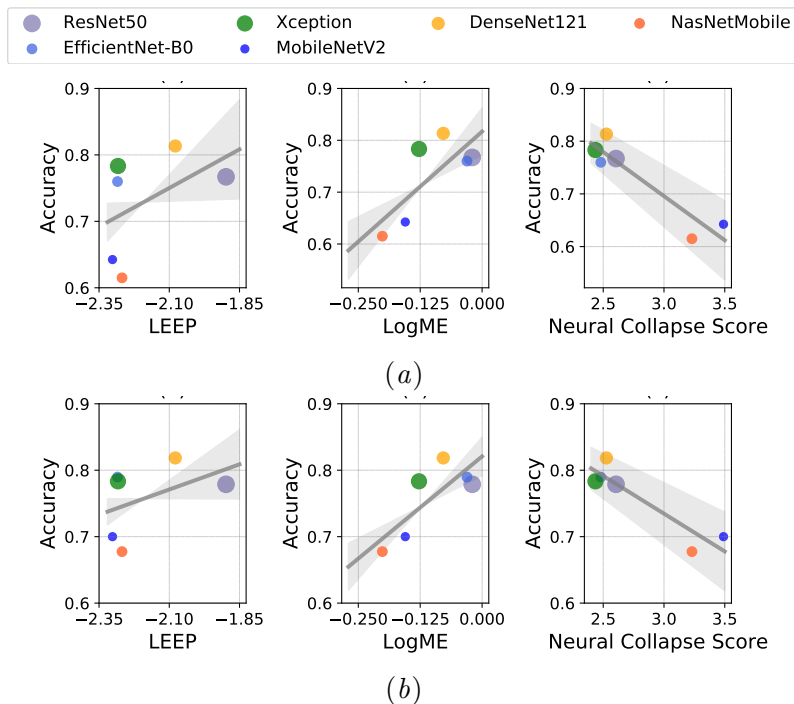 ResNet50 Xception DenseNet121 NasNetMobile
EfficientNet-B0 MobileNetV2
0.9 0.9 0.9
0.8 0.8 0.8
0.7 0.7 0.7
0.6 0.6 0.6
Accuracy Accuracy Accuracy
−2.35 −2.10 −1.85 −0.250 −0.125 0.000 2.5 3.0 3.5
LEEP LogME Neural Collapse Score
(a)
0.9 0.9 0.9
0.8 0.8 0.8
0.7 0.7 0.7
0.6 0.6 0.6
Accuracy Accuracy Accuracy
−2.35 −2.10 −1.85 −0.250 −0.125 0.000 2.5 3.0 3.5
LEEP LogME Neural Collapse Score
(b)